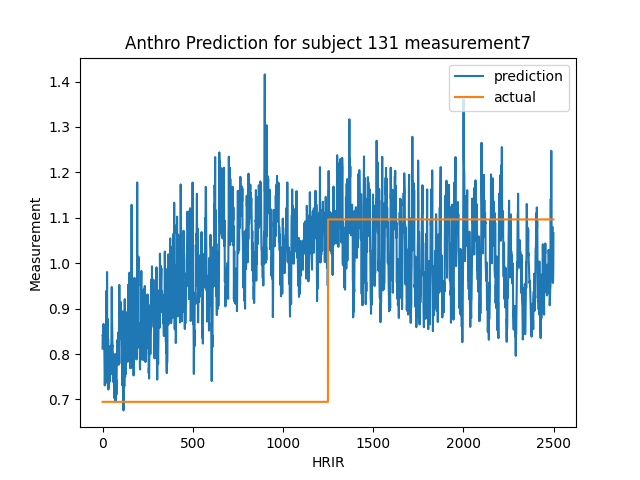 Anthro Prediction for subject 131 measurement7
prediction
actual
Measurement
1.4
1.3
1.2
1.1
1.0
0.9
0.8
0.7
0 500 1000 1500 2000 2500
HRIR